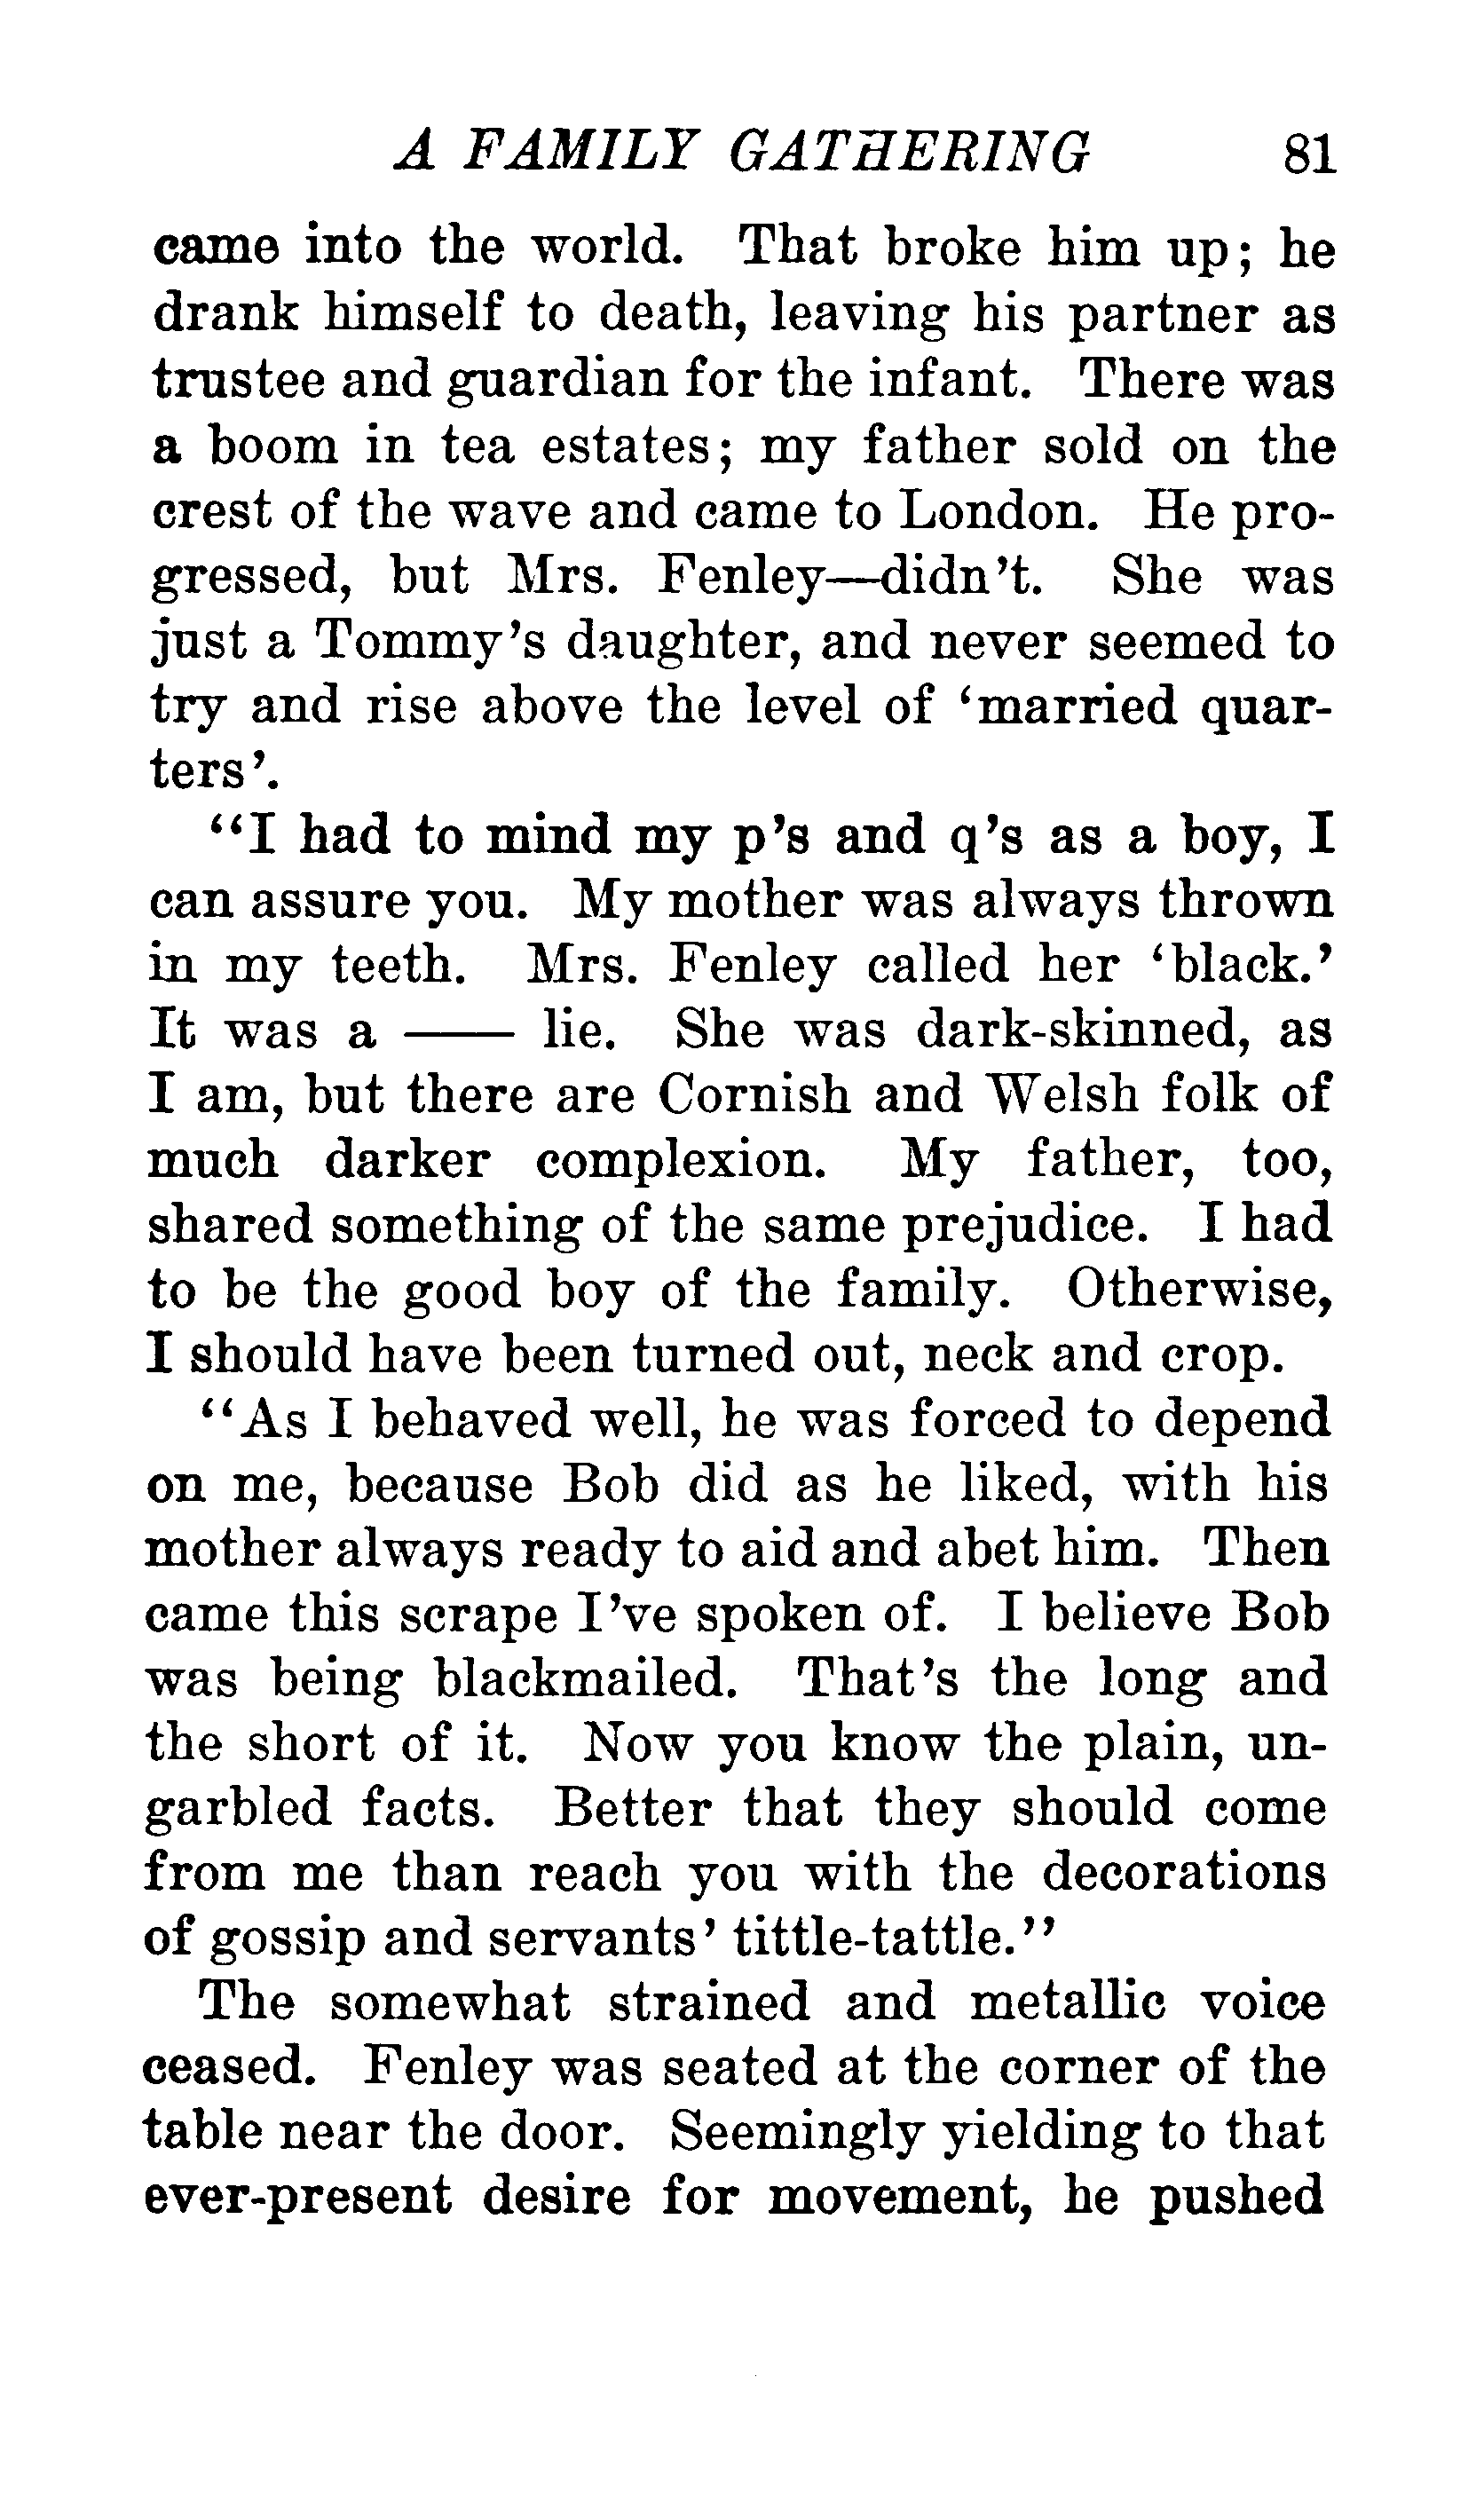 A FAMILY GATHERING 81
came into the world. That broke him up; he
drank himself to death, leaving his partner as
trustee and guardian for the infant. There was
a boom in tea estates; my father sold on the
crest of the wave and came to London. He pro-
gressed, but Mrs. Fenley—didn't. She was
just a Tommy's daughter, and never seemed to
try and rise above the level of 'married quar-
ters'.
"I had to mind my p's and q's as a boy, I
can assure you. My mother was always thrown
in my teeth. Mrs. Fenley called her 'black.'
It was a —— lie. She was dark-skinned, as
I am, but there are Cornish and Welsh folk of
much darker complexion. My father, too,
shared something of the same prejudice. I had
to be the good boy of the family. Otherwise,
I should have been turned out, neck and crop.
"As I behaved well, he was forced to depend
on me, because Bob did as he liked, with his
mother always ready to aid and abet him. Then
came this scrape I've spoken of. I believe Bob
was being blackmailed. That's the long and
the short of it. Now you know the plain, un-
garbled facts. Better that they should come
from me than reach you with the decorations
of gossip and servants' tittle-tattle."
The somewhat strained and metallic voice
ceased. Fenley was seated at the corner of the
table near the door. Seemingly yielding to that
ever-present desire for movement, he pushed